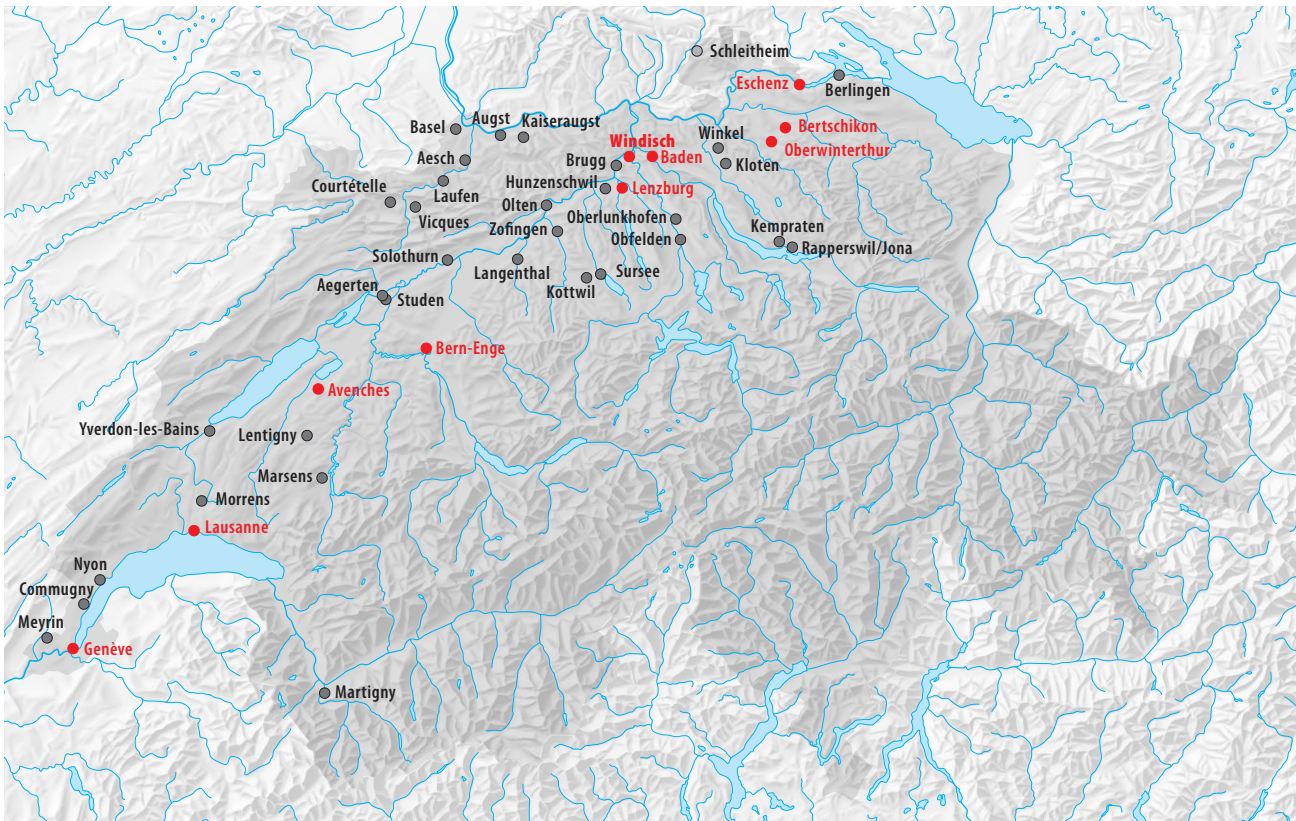 Schleitheim
Eschenz
Berlingen
Basel
Augst
Kaiseraugst
Bertschikon
Winkel
Oberwinterthur
Windisch
Baden
Aesch
Brugg
Kloten
Courtételle
Laufen
Hunzenschwil
Lenzburg
Vicques
Olten
Oberlunkhofen
Zofingen
Obfelden
Kempraten
Rapperswil/Jona
Solothurn
Langenthal
Sursee
Kottwil
Aegerten
Studen
Bern-Enge
Avenches
Yverdon-les-Bains
Lentigny
Marsens
Morrens
Lausanne
Nyon
Commugny
Meyrin
Genève
Martigny